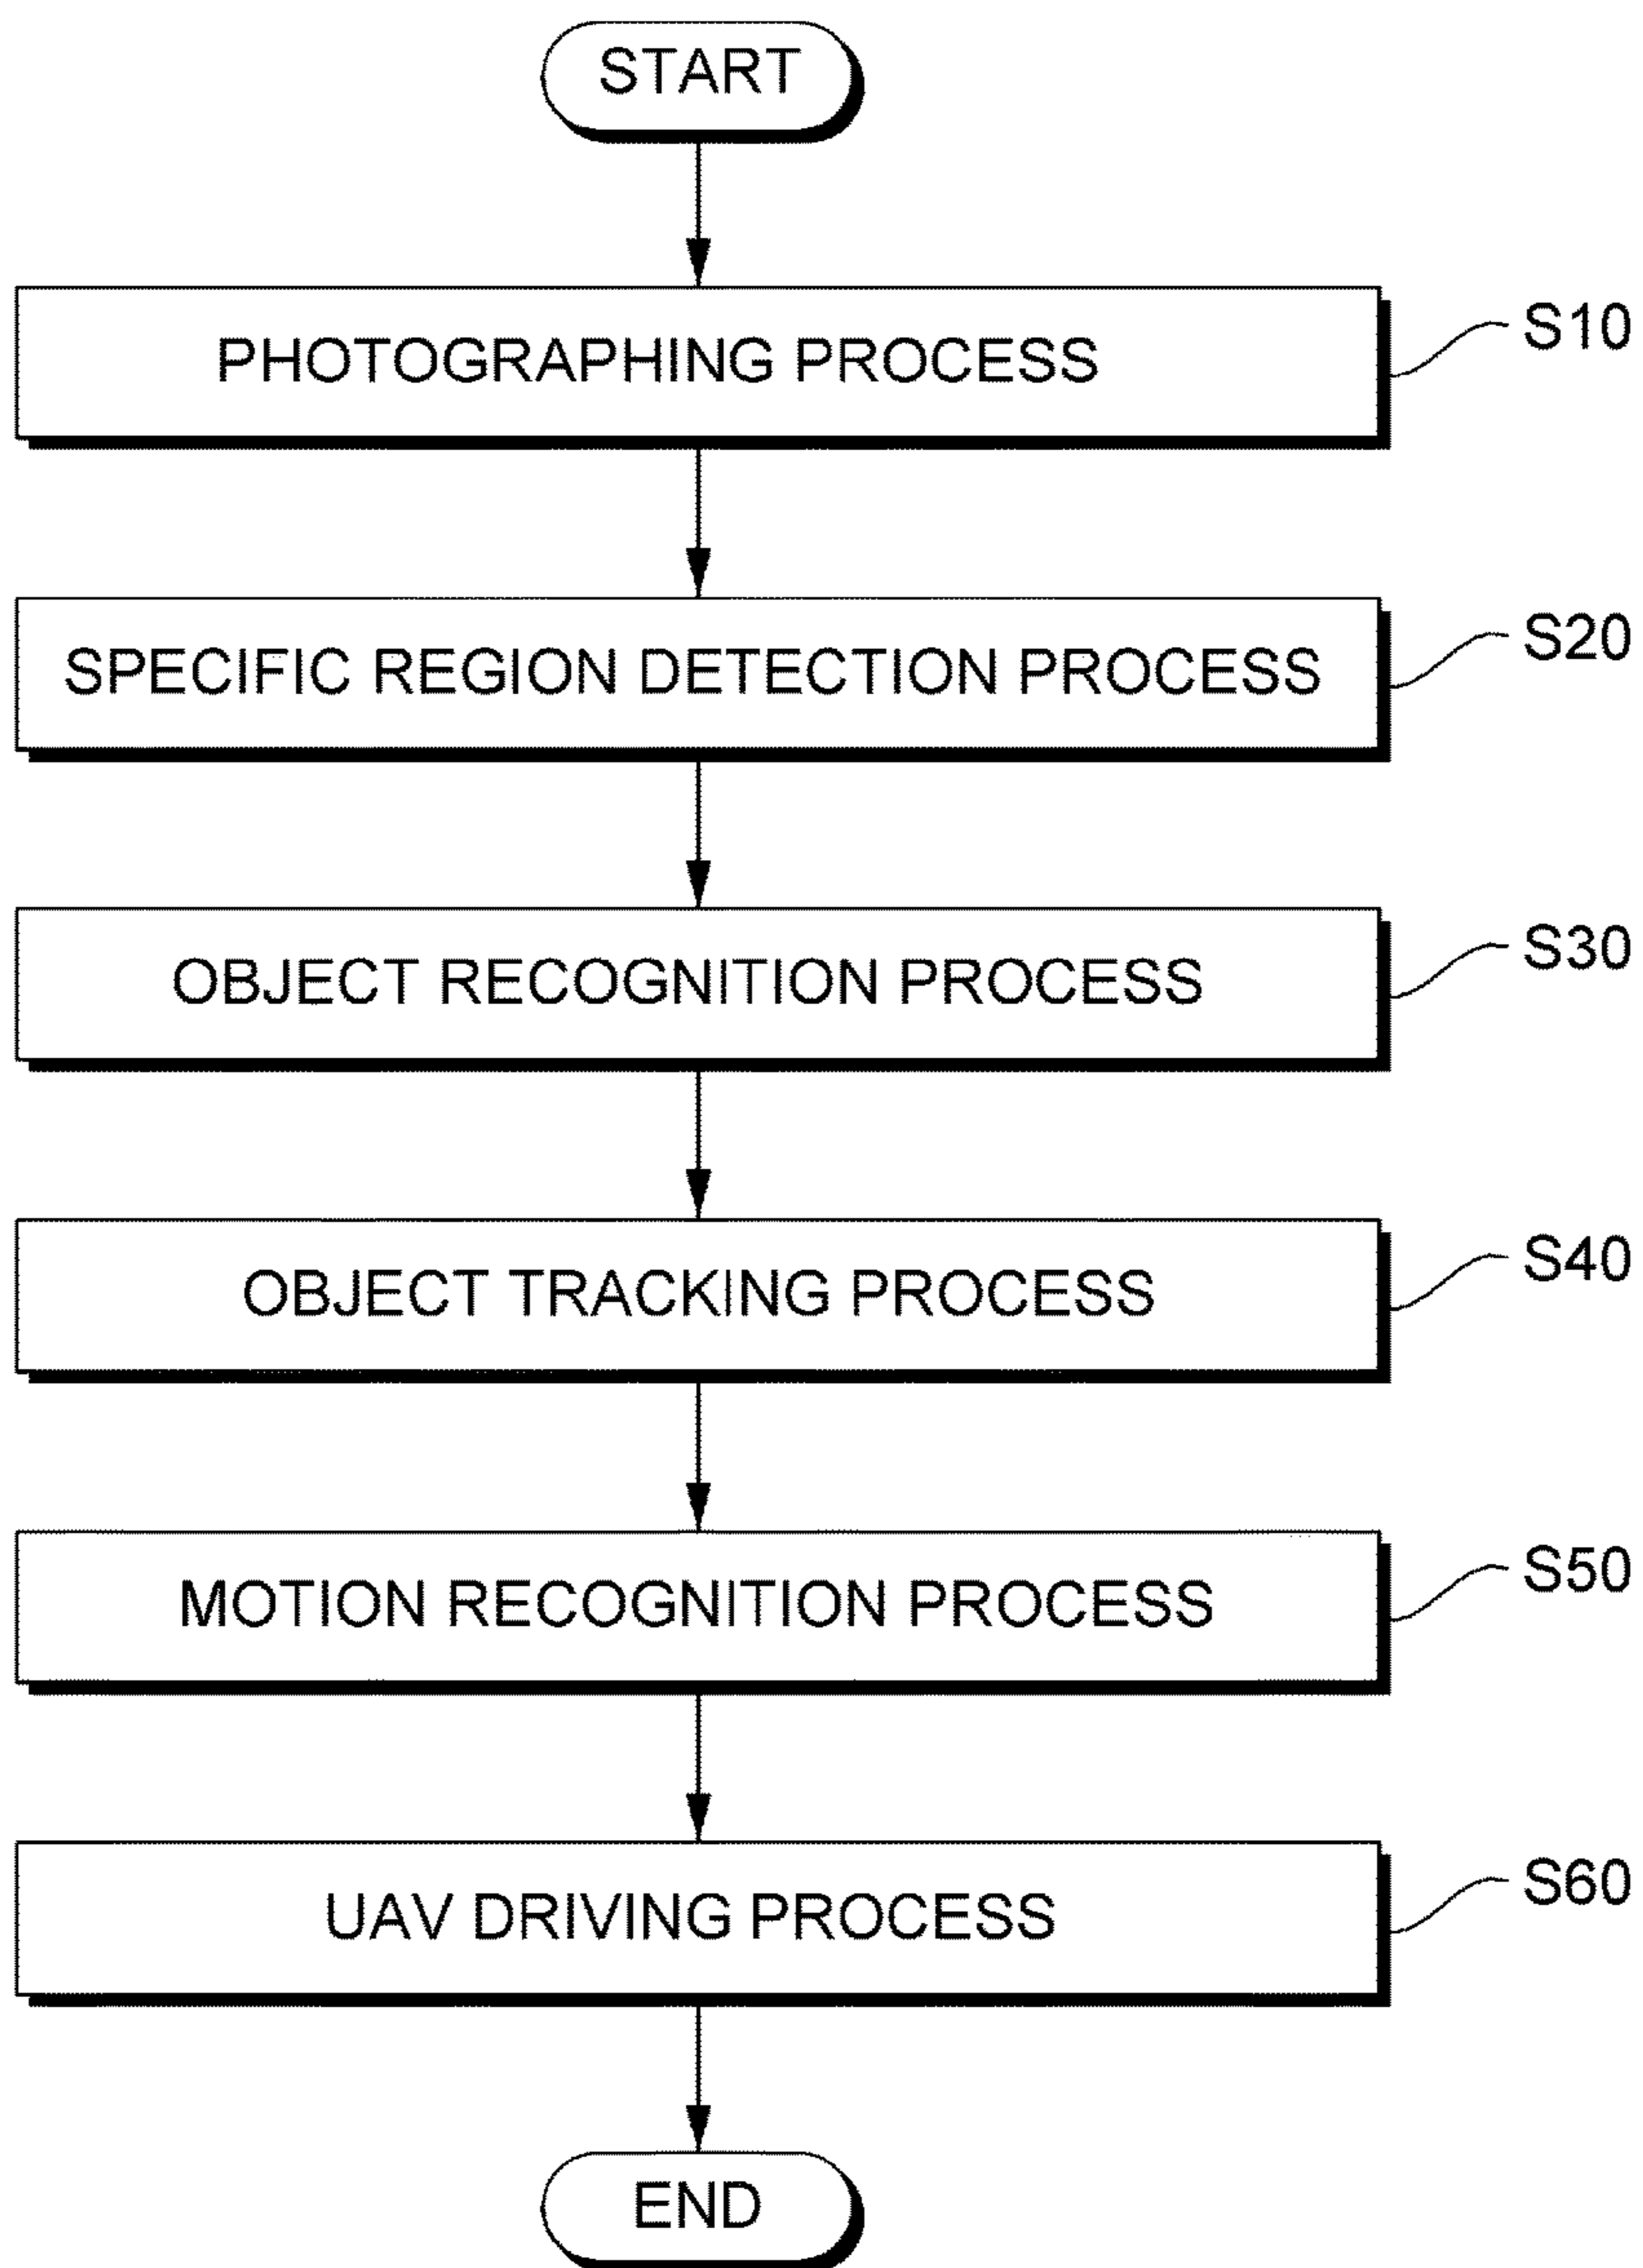 START
PHOTOGRAPHING PROCESS
S10
SPECIFIC REGION DETECTION PROCESS
S20
OBJECT RECOGNITION PROCESS
S30
OBJECT TRACKING PROCESS
S40
MOTION RECOGNITION PROCESS
S50
UAV DRIVING PROCESS
S60
END